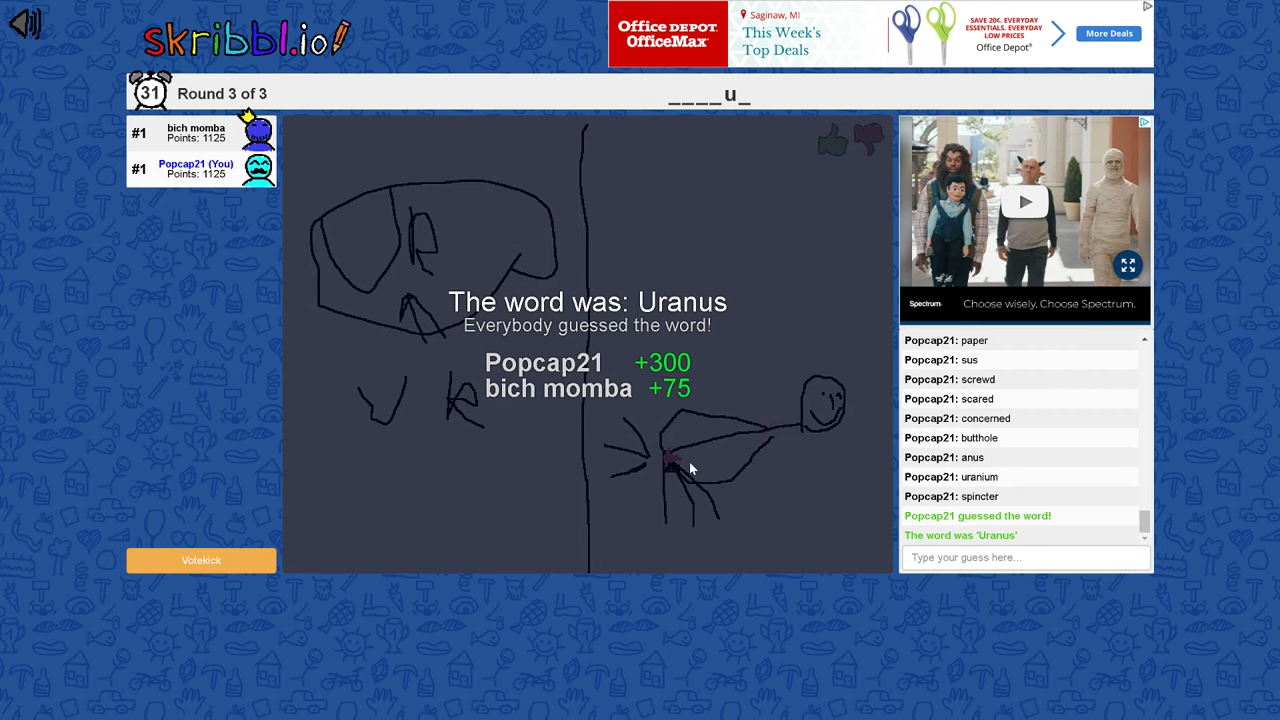 skribbl.io
OFFICE DEPOT
OfficeMax
Saginaw, MI
This Week's
Top Deals
SAVE 20¢. EVERYDAY
ESSENTIALS. EVERYDAY
LOW PRICES
Office Depot
More Deals
31
Round 3 of 3
____u_
#1
bich momba
Points: 1125
#1
Popcap21 (You)
Points: 1125
R
The word was: Uranus
Everybody guessed the word!
Popcap21 +300
bich momba +75
U R
Spectrum
Choose wisely. Choose Spectrum.
Popcap21: paper
Popcap21: sus
Popcap21: screwd
Popcap21: scared
Popcap21: concerned
Popcap21: butthole
Popcap21: anus
Popcap21: uranium
Popcap21: spincter
Popcap21 guessed the word!
The word was 'Uranus'
Type your guess here...
Votekick